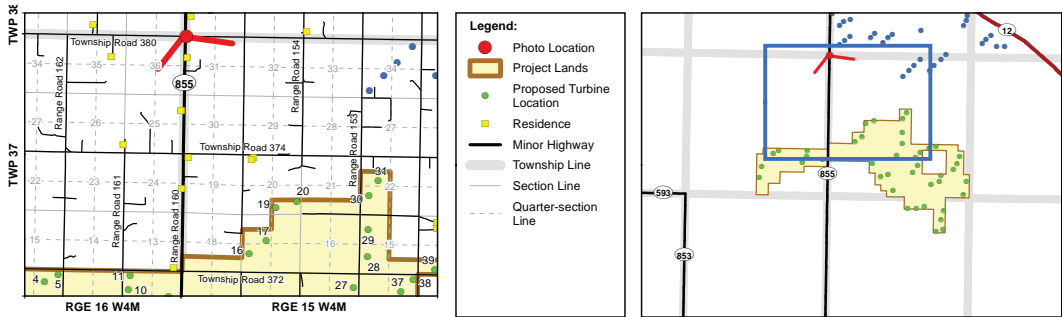 TWP 38
Township Road 380
34
35
36
31
32
33
34
Range Road 162
Range Road 154
855
27
26
25
30
29
28
27
Township Road 374
TWP 37
Range Road 153
22
23
24
19
20
21
22
Range Road 161
Range Road 160
31
30
20
19
17
16
29
28
15
14
13
18
17
16
15
39
Township Road 372
4
5
11
10
27
37
38
RGE 16 W4M
RGE 15 W4M
Legend:
Photo Location
Project Lands
Proposed Turbine
Location
Residence
Minor Highway
Township Line
Section Line
Quarter-section
Line
12
855
593
853